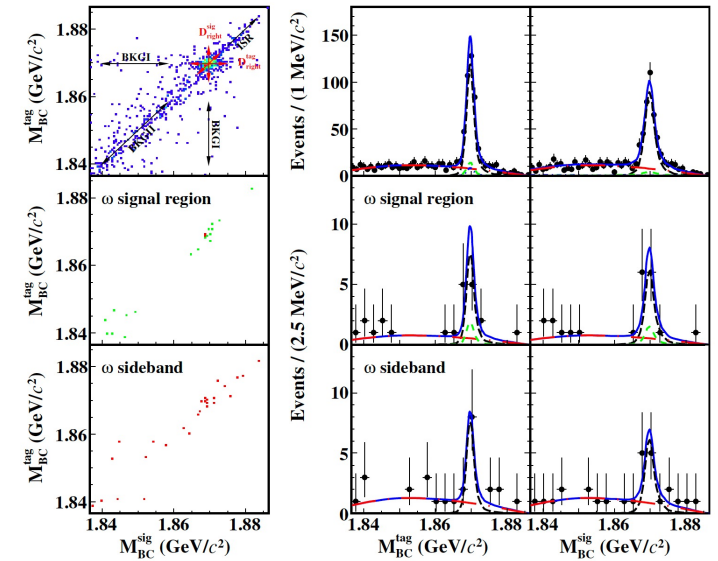 1.88
1.86
1.84
M_BC^tag (GeV/c²)
BKGI
D_right^sig
ISR
D_right^tag
BKGII
BKGI
ω signal region
1.88
1.86
1.84
M_BC^tag (GeV/c²)
ω sideband
1.88
1.86
1.84
M_BC^tag (GeV/c²)
1.84 1.86 1.88
M_BC^sig (GeV/c²)
Events / (1 MeV/c²)
150
100
50
0
Events / (2.5 MeV/c²)
ω signal region
10
5
0
ω sideband
10
5
0
1.84 1.86 1.88
M_BC^tag (GeV/c²)
1.84 1.86 1.88
M_BC^sig (GeV/c²)